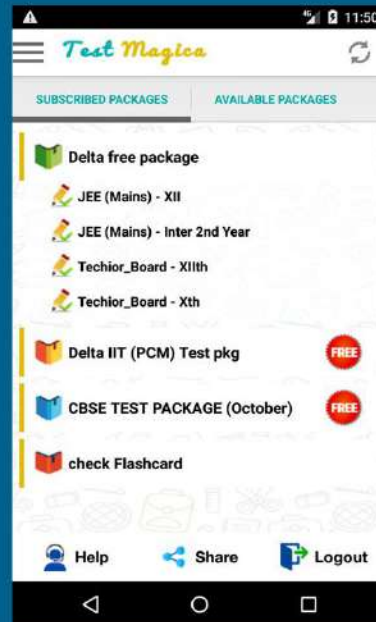 4G 11:50
Test Magica
SUBSCRIBED PACKAGES AVAILABLE PACKAGES
Delta free package
JEE (Mains) - XII
JEE (Mains) - Inter 2nd Year
Techior_Board - XIIth
Techior_Board - Xth
Delta IIT (PCM) Test pkg FREE
CBSE TEST PACKAGE (October) FREE
check Flashcard
Help Share Logout